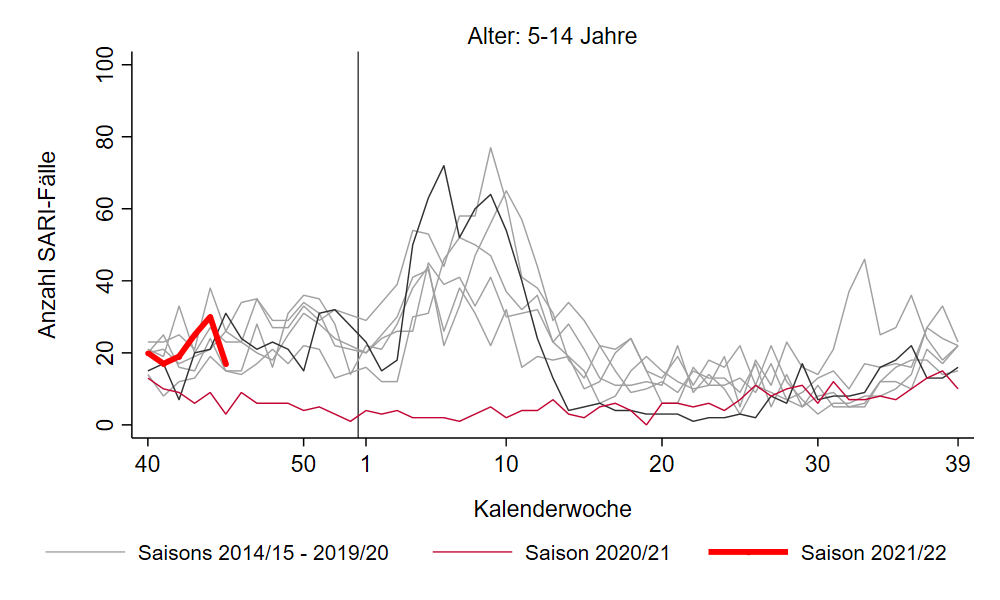 Alter: 5-14 Jahre
Anzahl SARI-Fälle
100
80
60
40
20
0
40 50 1 10 20 30 39
Kalenderwoche
Saisons 2014/15 - 2019/20 Saison 2020/21 Saison 2021/22